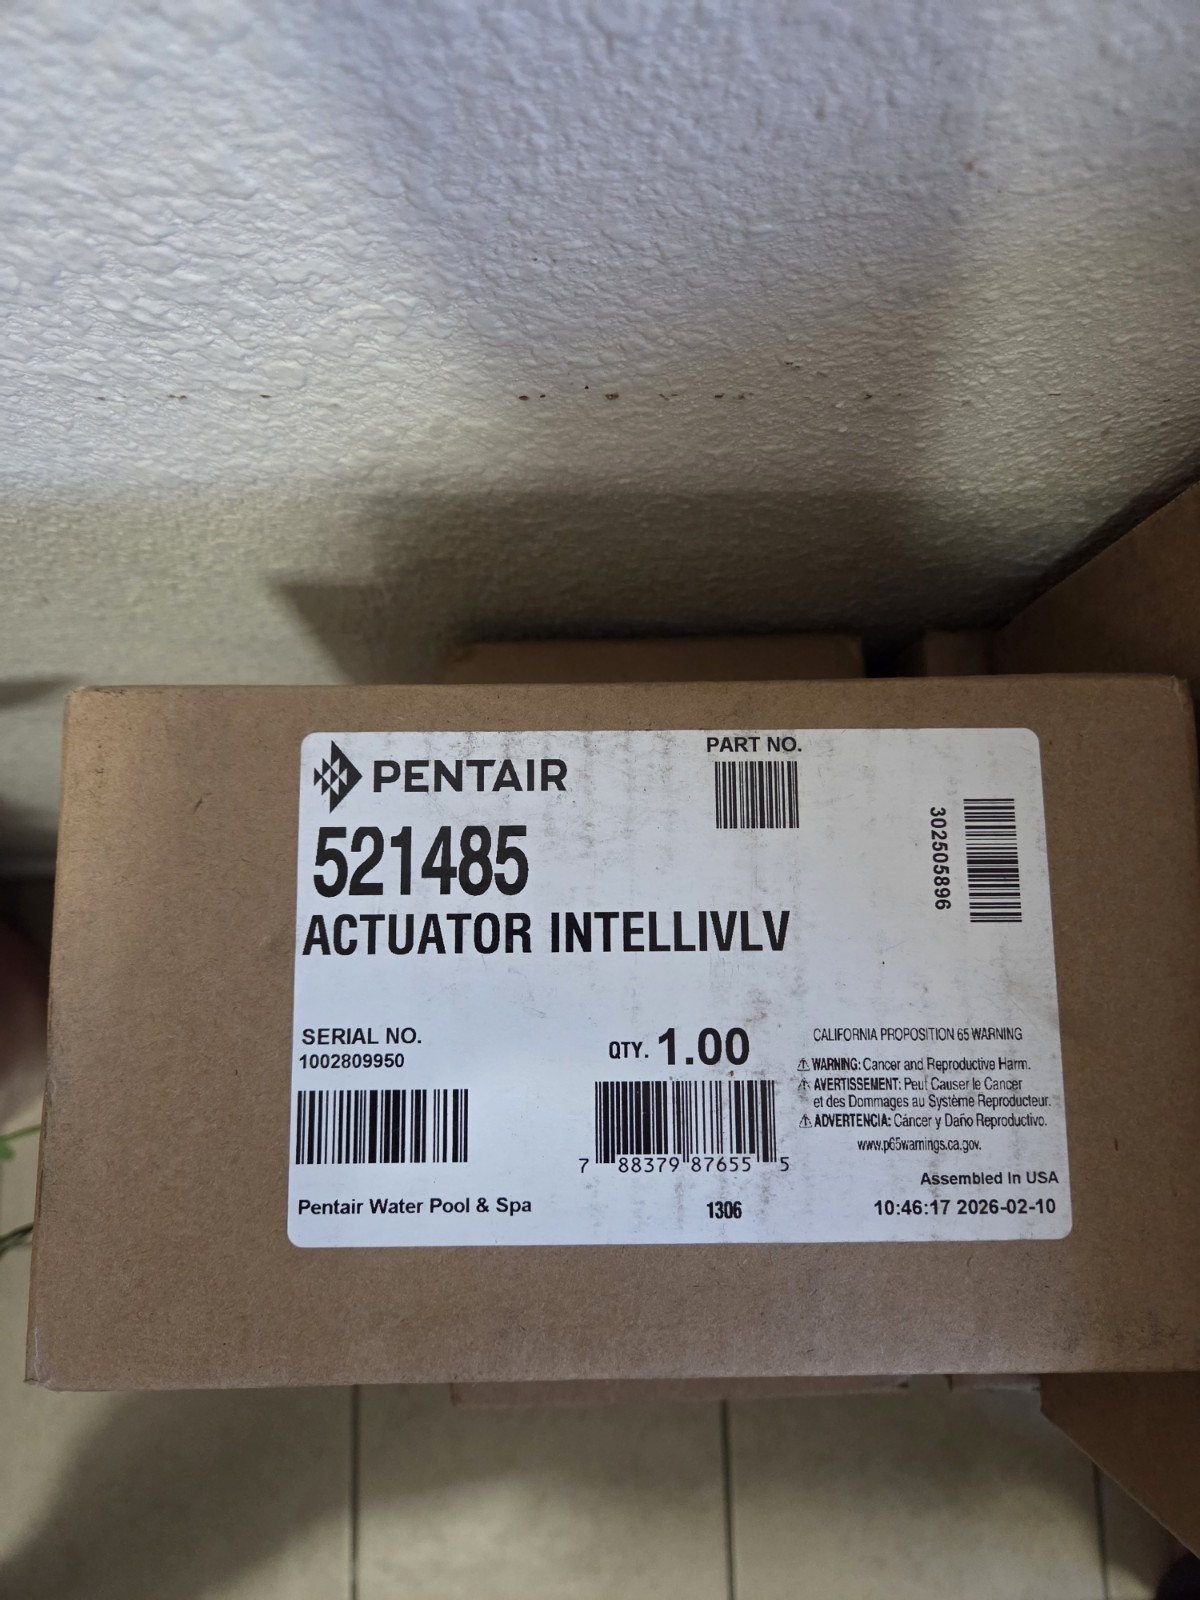 PENTAIR
PART NO.
521485
ACTUATOR INTELLIVLV
302505896
SERIAL NO.
1002809950
QTY. 1.00
7 88379 87655 5
CALIFORNIA PROPOSITION 65 WARNING
⚠ WARNING: Cancer and Reproductive Harm.
⚠ AVERTISSEMENT: Peut Causer le Cancer
et des Dommages au Système Reproducteur.
⚠ ADVERTENCIA: Cáncer y Daño Reproductivo.
www.p65warnings.ca.gov.
Assembled In USA
Pentair Water Pool & Spa
1306
10:46:17 2026-02-10